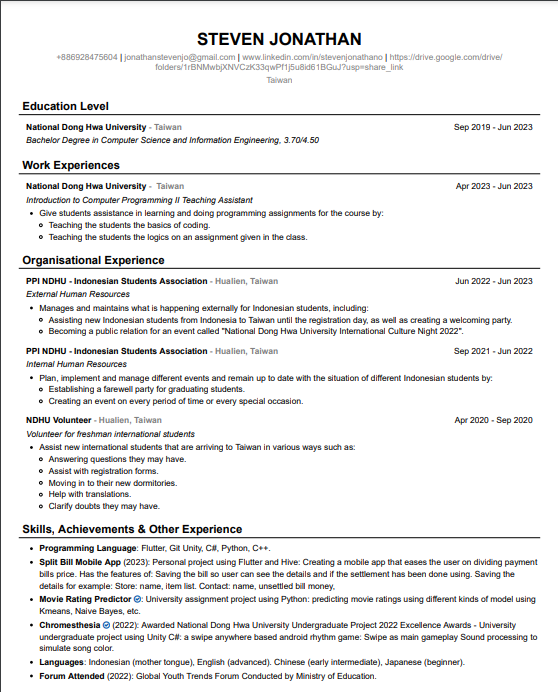 STEVEN JONATHAN
+886928475604 | jonathanstevenjo@gmail.com | www.linkedin.com/in/stevenjonathano | https://drive.google.com/drive/
folders/1rBNMwbjXNVCzK33qwPf1j5u8id61BGuJ?usp=share_link
Taiwan
Education Level
National Dong Hwa University - Taiwan Sep 2019 - Jun 2023
Bachelor Degree in Computer Science and Information Engineering, 3.70/4.50
Work Experiences
National Dong Hwa University - Taiwan Apr 2023 - Jun 2023
Introduction to Computer Programming II Teaching Assistant
• Give students assistance in learning and doing programming assignments for the course by:
Teaching the students the basics of coding.
Teaching the students the logics on an assignment given in the class.
Organisational Experience
PPI NDHU - Indonesian Students Association - Hualien, Taiwan Jun 2022 - Jun 2023
External Human Resources
• Manages and maintains what is happening externally for Indonesian students, including:
Assisting new Indonesian students from Indonesia to Taiwan until the registration day, as well as creating a welcoming party.
Becoming a public relation for an event called "National Dong Hwa University International Culture Night 2022".
PPI NDHU - Indonesian Students Association - Hualien, Taiwan Sep 2021 - Jun 2022
Internal Human Resources
• Plan, implement and manage different events and remain up to date with the situation of different Indonesian students by:
Establishing a farewell party for graduating students.
Creating an event on every period of time or every special occasion.
NDHU Volunteer - Hualien, Taiwan Apr 2020 - Sep 2020
Volunteer for freshman international students
• Assist new international students that are arriving to Taiwan in various ways such as:
Answering questions they may have.
Assist with registration forms.
Moving in to their new dormitories.
Help with translations.
Clarify doubts they may have.
Skills, Achievements & Other Experience
• Programming Language: Flutter, Git Unity, C#, Python, C++.
• Split Bill Mobile App (2023): Personal project using Flutter and Hive: Creating a mobile app that eases the user on dividing payment
bills price. Has the features of: Saving the bill so user can see the details and if the settlement has been done using. Saving the
details for example: Store: name, item list. Contact: name, unsettled bill money,
• Movie Rating Predictor : University assignment project using Python: predicting movie ratings using different kinds of model using
Kmeans, Naive Bayes, etc.
• Chromesthesia (2022): Awarded National Dong Hwa University Undergraduate Project 2022 Excellence Awards - University
undergraduate project using Unity C#: a swipe anywhere based android rhythm game: Swipe as main gameplay Sound processing to
simulate song color.
• Languages: Indonesian (mother tongue), English (advanced). Chinese (early intermediate), Japanese (beginner).
• Forum Attended (2022): Global Youth Trends Forum Conducted by Ministry of Education.